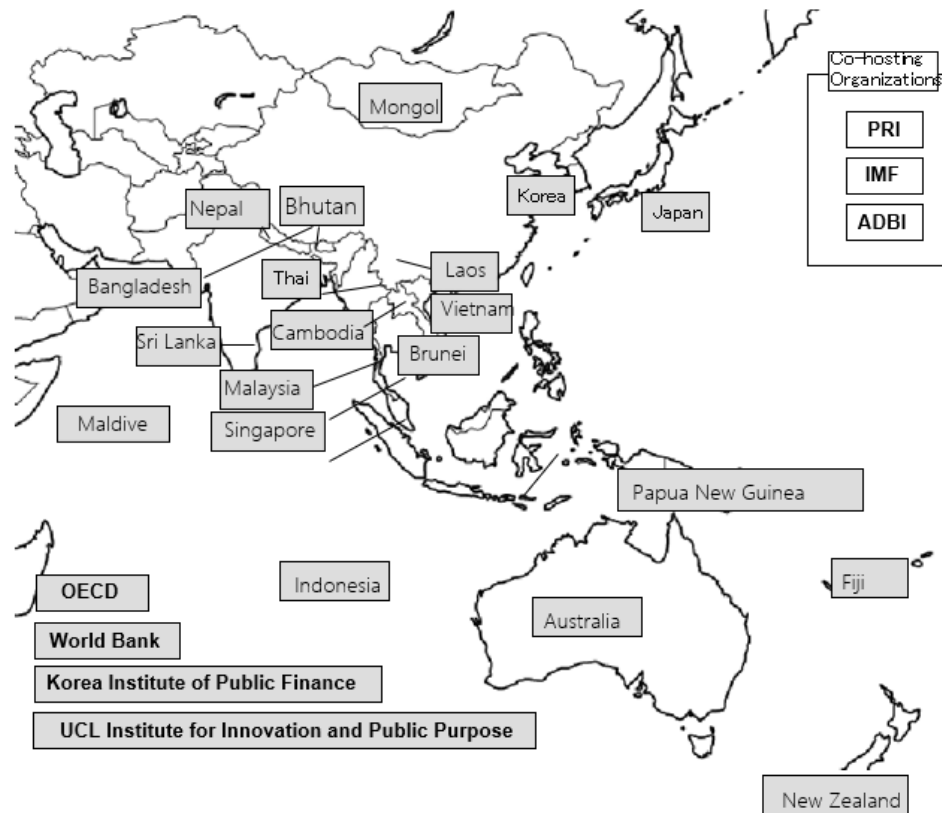 Co-hosting
Organizations
Mongol
PRI
IMF
ADBI
Korea
Japan
Nepal
Bhutan
Bangladesh
Thai
Laos
Vietnam
Sri Lanka
Cambodia
Brunei
Malaysia
Singapore
Maldive
Papua New Guinea
Indonesia
Fiji
Australia
OECD
World Bank
Korea Institute of Public Finance
UCL Institute for Innovation and Public Purpose
New Zealand